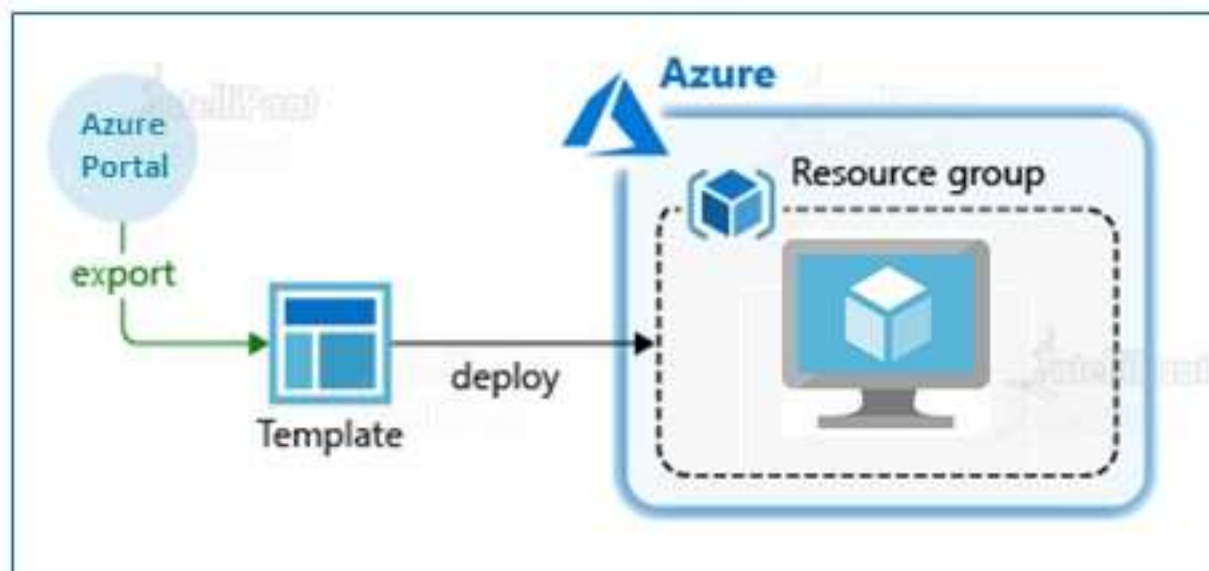 Azure
Portal
export
Template
deploy
Azure
Resource group